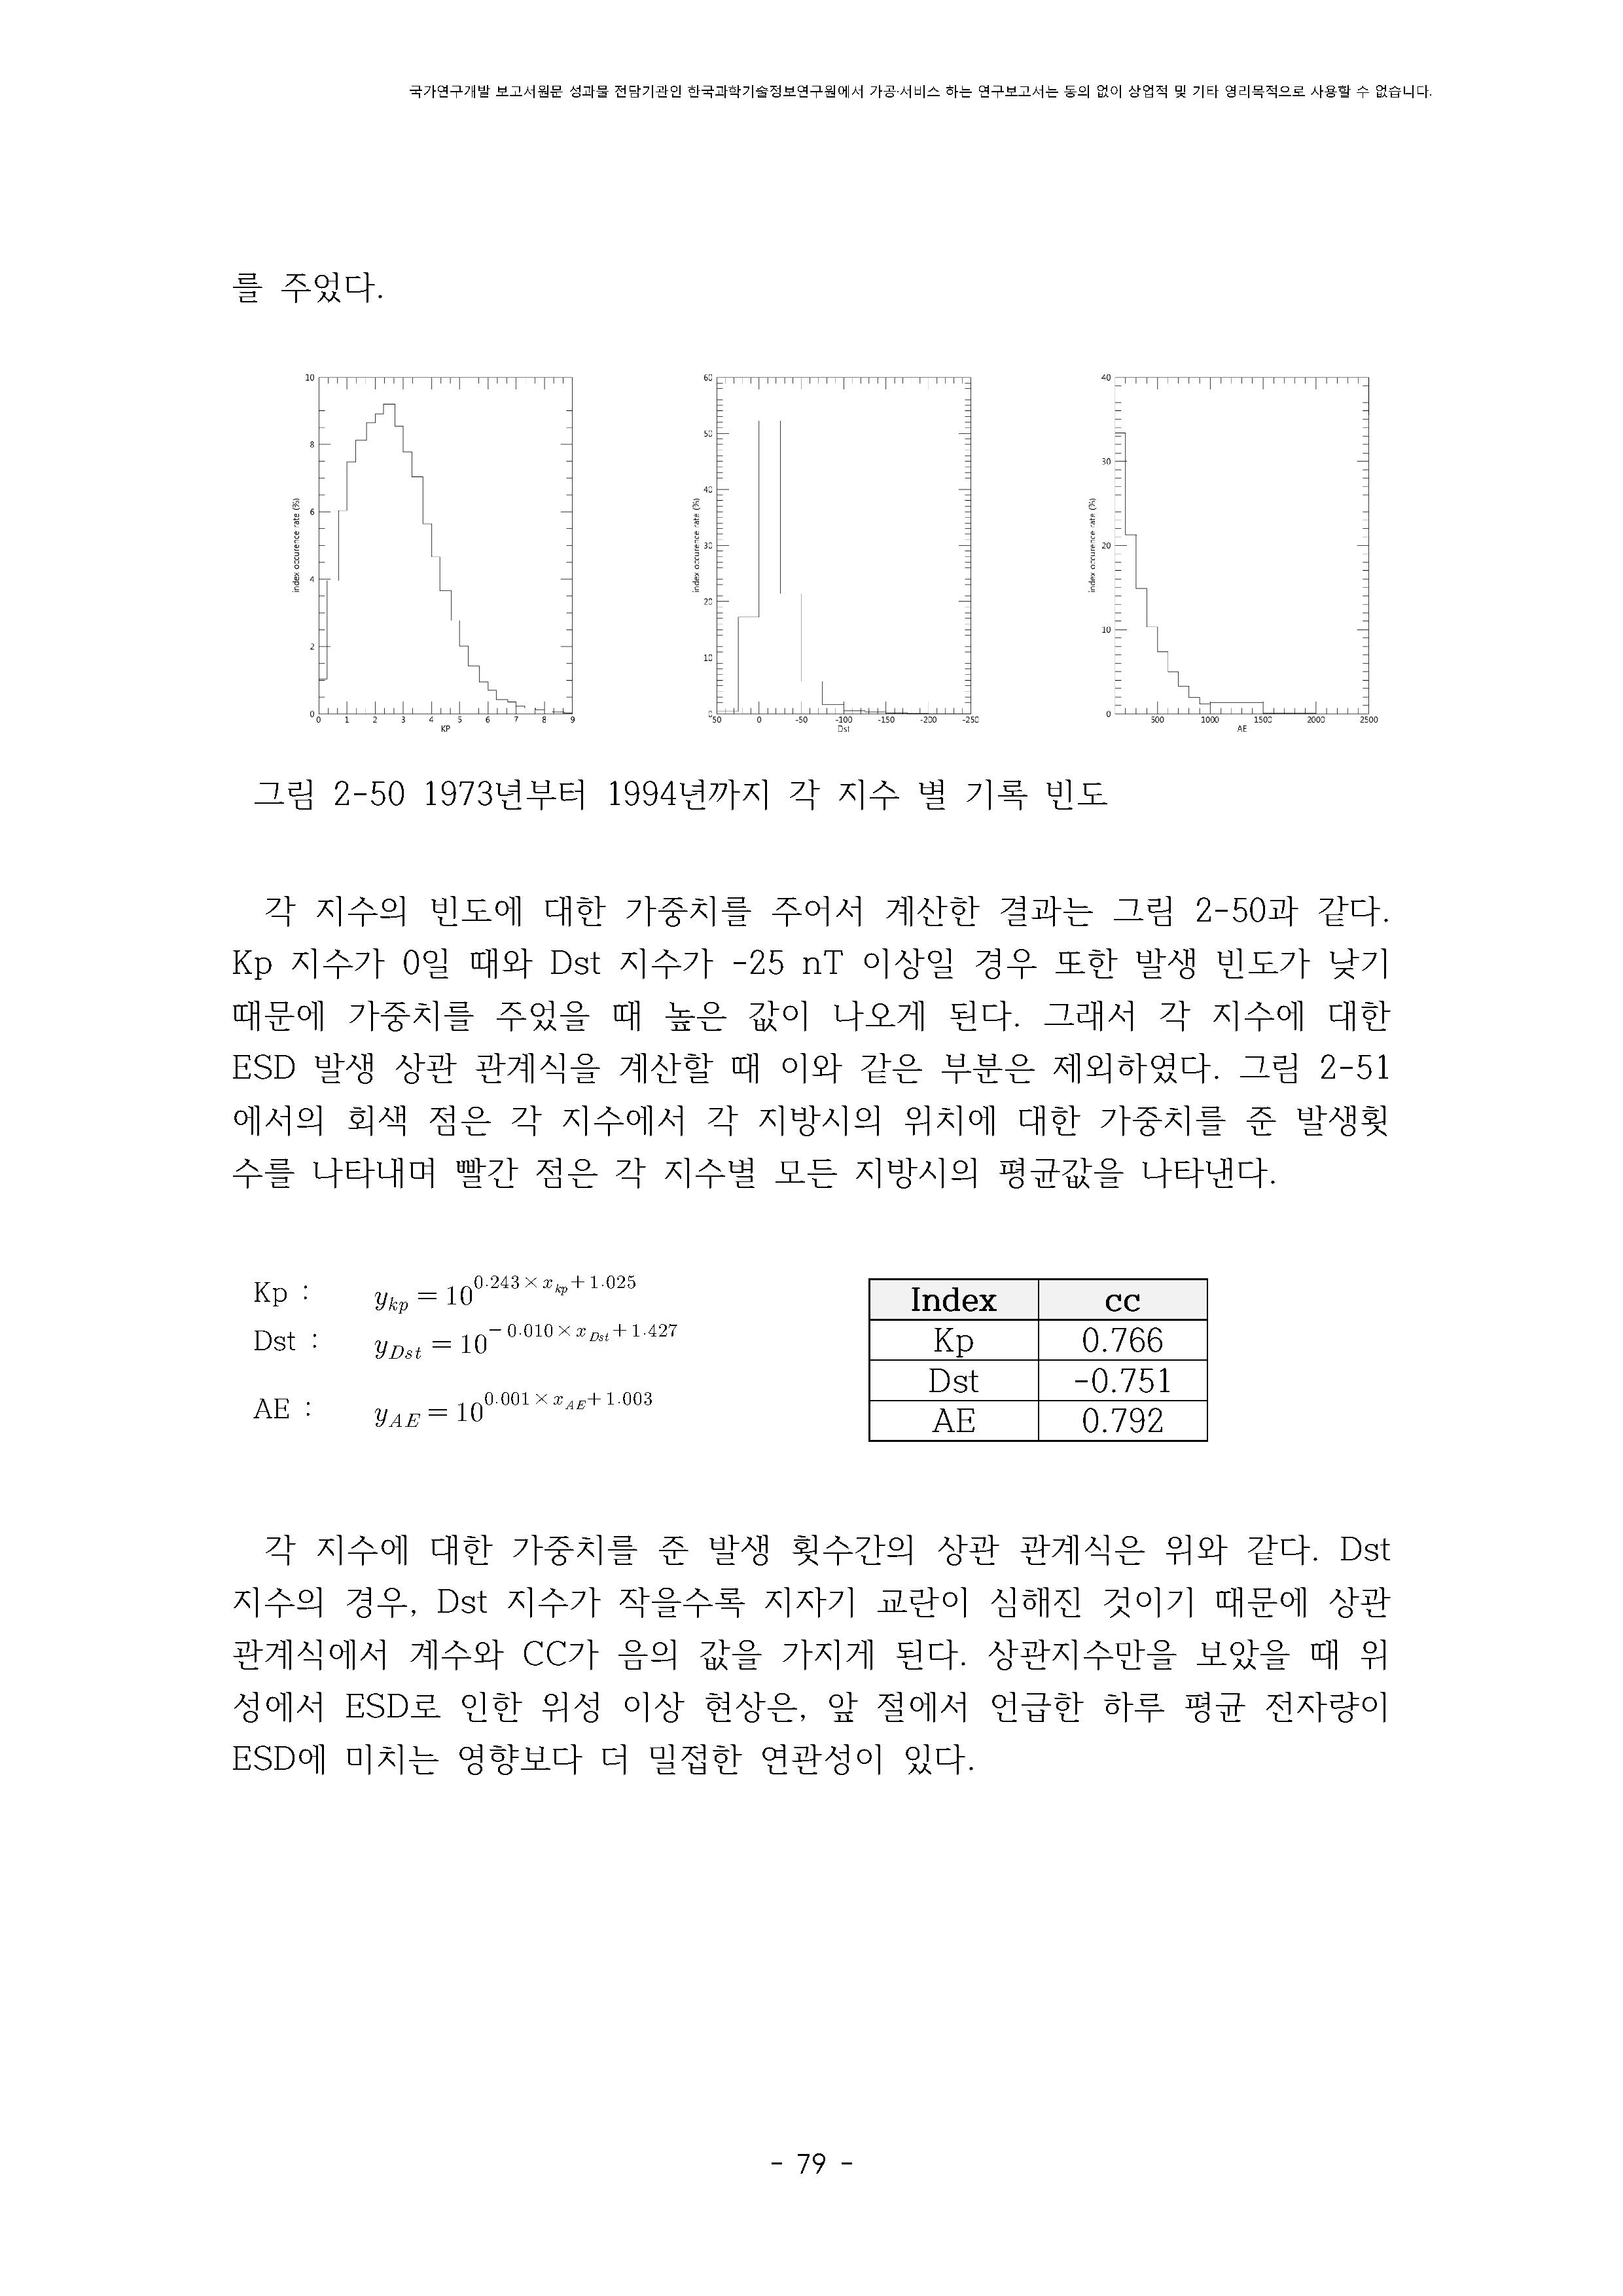 국가연구개발 보고서원문 성과물 전담기관인 한국과학기술정보연구원에서 가공·서비스 하는 연구보고서는 동의 없이 상업적 및 기타 영리목적으로 사용할 수 없습니다.
를 주었다.
10
8
6
4
2
0
index occurence rate (%)
0 1 2 3 4 5 6 7 8 9
KP
60
50
40
30
20
10
0
index occurence rate (%)
50 0 -50 -100 -150 -200 -250
Dst
40
30
20
10
0
index occurence rate (%)
500 1000 1500 2000 2500
AE
그림 2-50 1973년부터 1994년까지 각 지수 별 기록 빈도
각 지수의 빈도에 대한 가중치를 주어서 계산한 결과는 그림 2-50과 같다.
Kp 지수가 0일 때와 Dst 지수가 -25 nT 이상일 경우 또한 발생 빈도가 낮기
때문에 가중치를 주었을 때 높은 값이 나오게 된다. 그래서 각 지수에 대한
ESD 발생 상관 관계식을 계산할 때 이와 같은 부분은 제외하였다. 그림 2-51
에서의 회색 점은 각 지수에서 각 지방시의 위치에 대한 가중치를 준 발생횟
수를 나타내며 빨간 점은 각 지수별 모든 지방시의 평균값을 나타낸다.
Kp : y_{kp} = 10^{0.243 × x_{kp} + 1.025}
Dst : y_{Dst} = 10^{- 0.010 × x_{Dst} + 1.427}
AE : y_{AE} = 10^{0.001 × x_{AE} + 1.003}
Index cc
Kp 0.766
Dst -0.751
AE 0.792
각 지수에 대한 가중치를 준 발생 횟수간의 상관 관계식은 위와 같다. Dst
지수의 경우, Dst 지수가 작을수록 지자기 교란이 심해진 것이기 때문에 상관
관계식에서 계수와 CC가 음의 값을 가지게 된다. 상관지수만을 보았을 때 위
성에서 ESD로 인한 위성 이상 현상은, 앞 절에서 언급한 하루 평균 전자량이
ESD에 미치는 영향보다 더 밀접한 연관성이 있다.
- 79 -